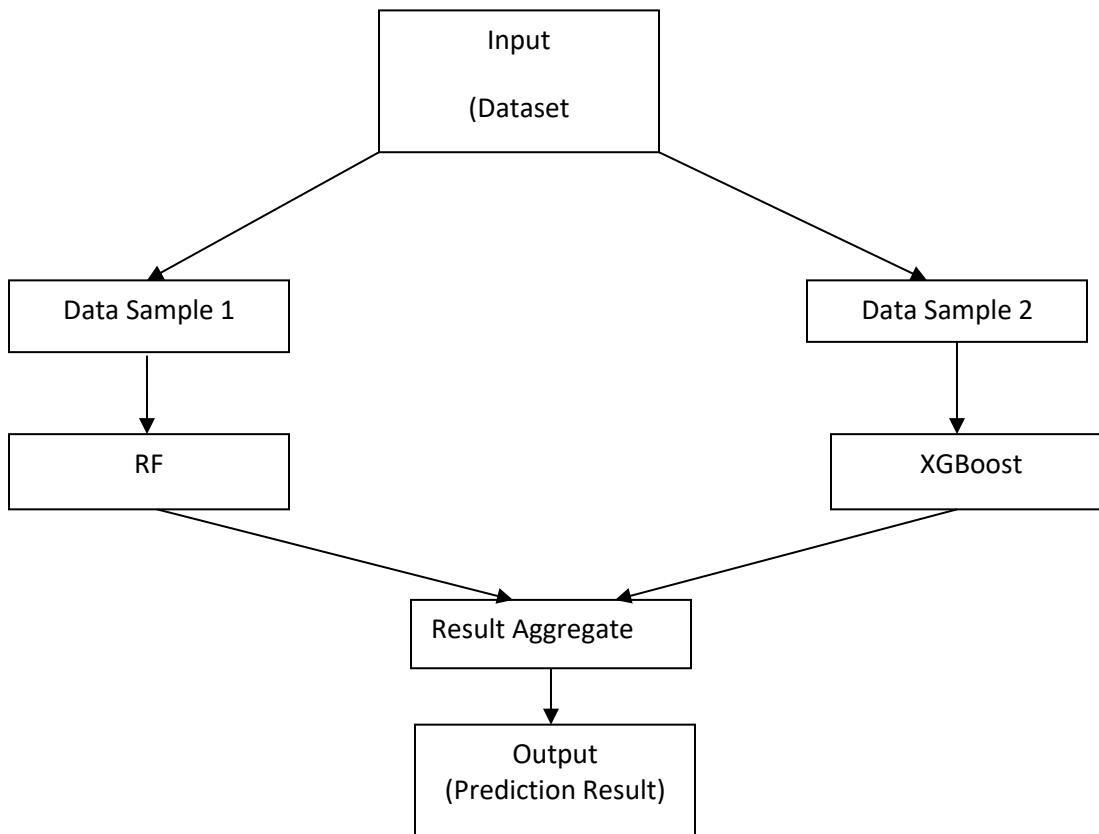 Input
(Dataset
Data Sample 1
Data Sample 2
RF
XGBoost
Result Aggregate
Output
(Prediction Result)